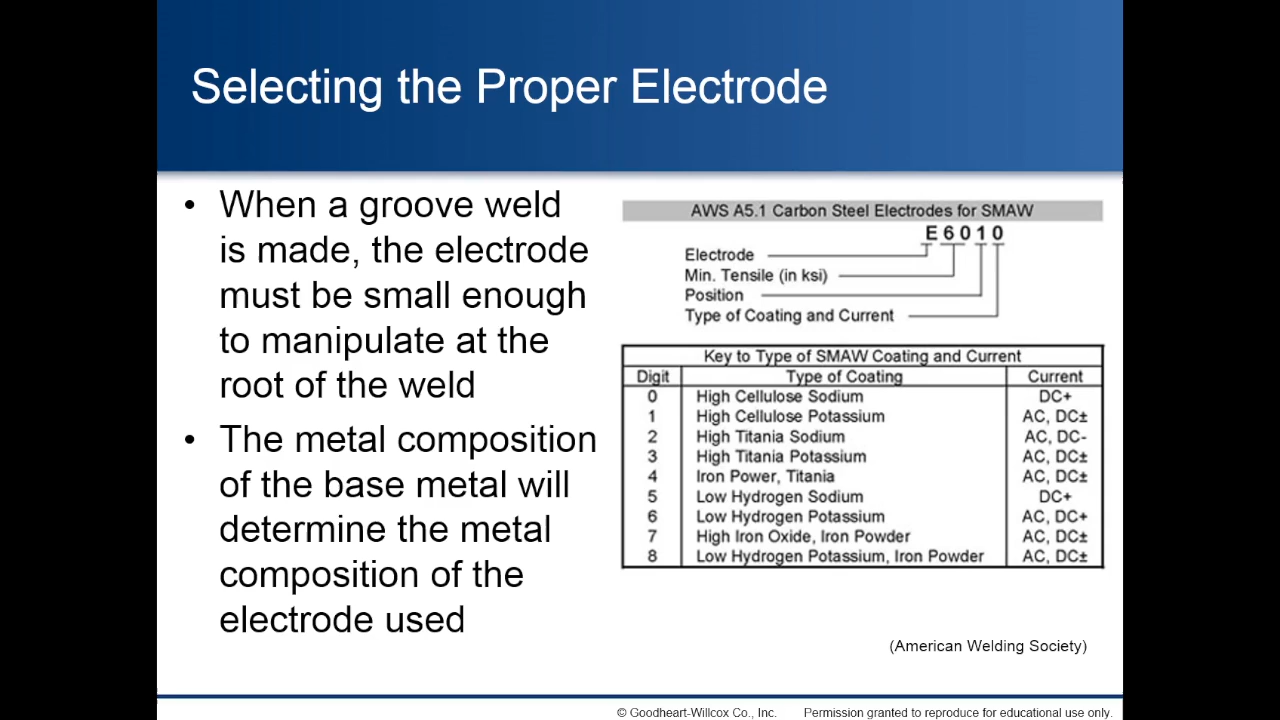 Selecting the Proper Electrode
• When a groove weld
is made, the electrode
must be small enough
to manipulate at the
root of the weld
• The metal composition
of the base metal will
determine the metal
composition of the
electrode used
AWS A5.1 Carbon Steel Electrodes for SMAW
E6010
Electrode
Min. Tensile (in ksi)
Position
Type of Coating and Current
Key to Type of SMAW Coating and Current
Digit Type of Coating Current
0 High Cellulose Sodium DC+
1 High Cellulose Potassium AC, DC±
2 High Titania Sodium AC, DC-
3 High Titania Potassium AC, DC±
4 Iron Power, Titania AC, DC±
5 Low Hydrogen Sodium DC+
6 Low Hydrogen Potassium AC, DC+
7 High Iron Oxide, Iron Powder AC, DC±
8 Low Hydrogen Potassium, Iron Powder AC, DC±
(American Welding Society)
© Goodheart-Willcox Co., Inc. Permission granted to reproduce for educational use only.